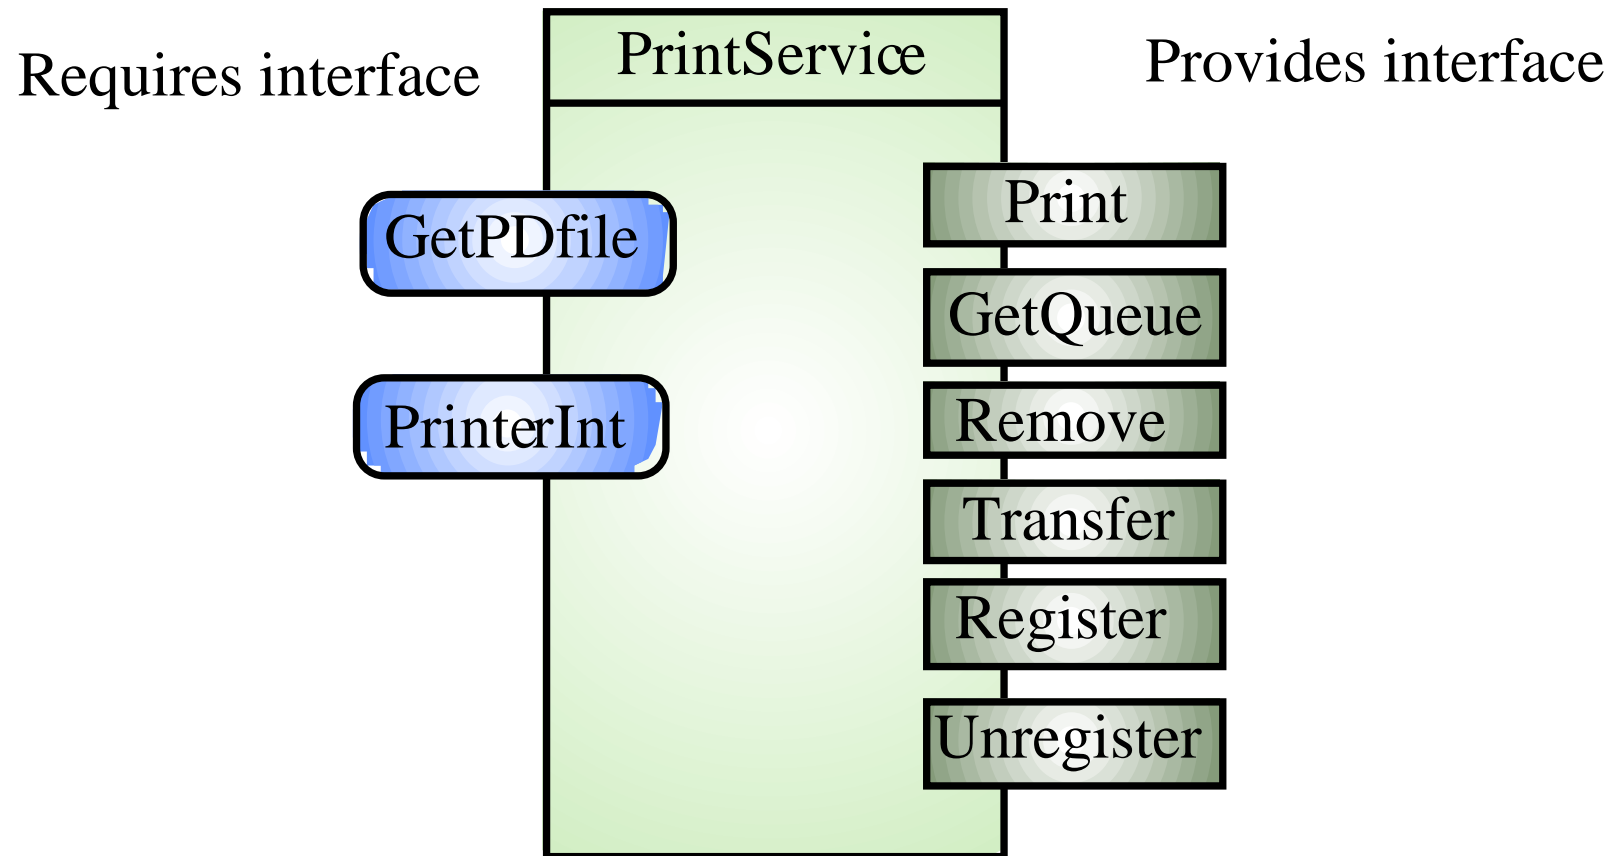 Requires interface
PrintService
Provides interface
GetPDfile
PrinterInt
Print
GetQueue
Remove
Transfer
Register
Unregister